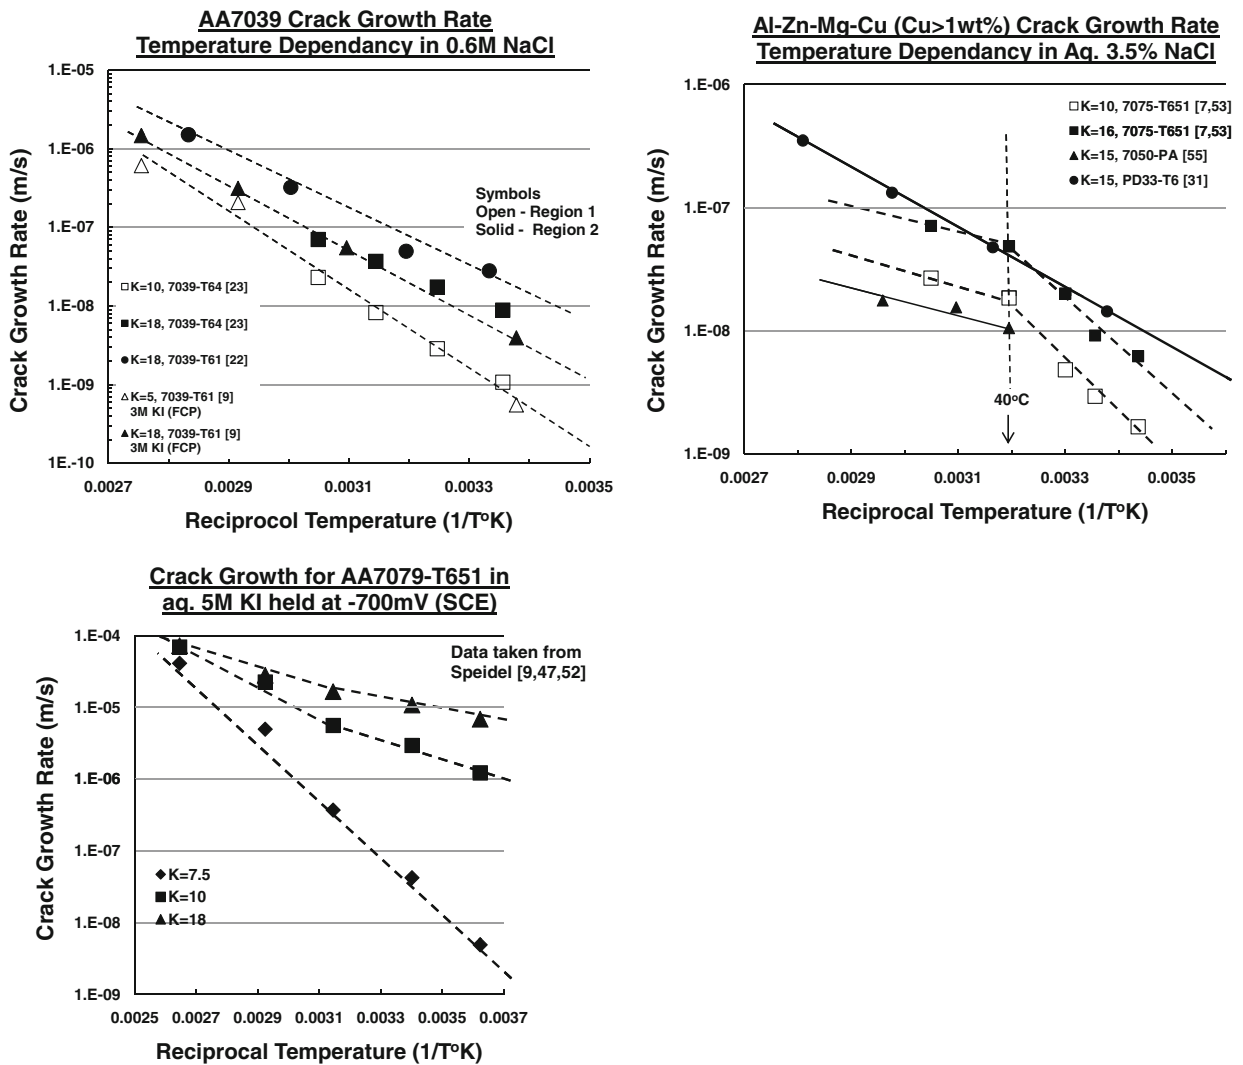 AA7039 Crack Growth Rate
Temperature Dependancy in 0.6M NaCl
1.E-05
1.E-06
1.E-07
1.E-08
1.E-09
1E.-10
Crack Growth Rate (m/s)
Symbols
Open - Region 1
Solid - Region 2
K=10, 7039-T64 [23]
K=18, 7039-T64 [23]
K=18, 7039-T61 [22]
K=5, 7039-T61 [9]
3M KI (FCP)
K=18, 7039-T61 [9]
3M KI (FCP)
0.0027 0.0029 0.0031 0.0033 0.0035
Reciprocol Temperature (1/TºK)
Al-Zn-Mg-Cu (Cu>1wt%) Crack Growth Rate
Temperature Dependancy in Aq. 3.5% NaCl
1.E-06
1.E-07
1.E-08
1.E-09
Crack Growth Rate (m/s)
K=10, 7075-T651 [7,53]
K=16, 7075-T651 [7,53]
K=15, 7050-PA [55]
K=15, PD33-T6 [31]
40ºC
0.0027 0.0029 0.0031 0.0033 0.0035
Reciprocal Temperature (1/TºK)
Crack Growth for AA7079-T651 in
aq. 5M KI held at -700mV (SCE)
1.E-04
1.E-05
1.E-06
1.E-07
1.E-08
1.E-09
Crack Growth Rate (m/s)
Data taken from
Speidel [9,47,52]
K=7.5
K=10
K=18
0.0025 0.0027 0.0029 0.0031 0.0033 0.0035 0.0037
Reciprocal Temperature (1/TºK)